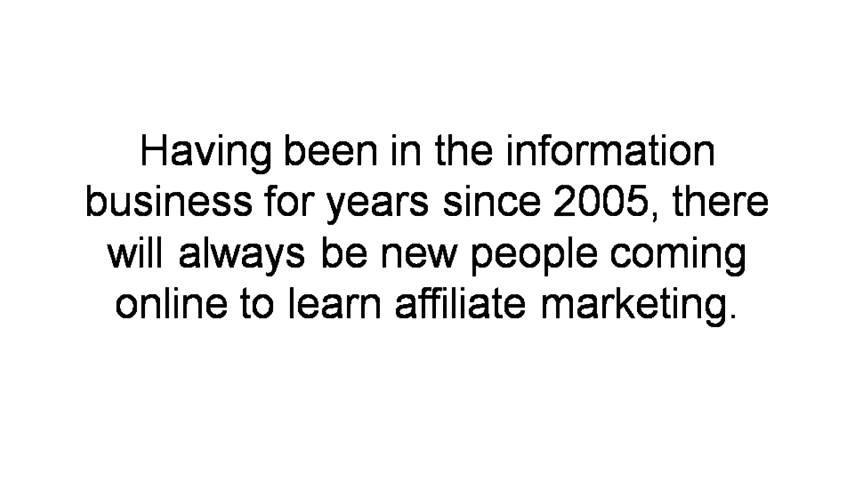 Having been in the information
business for years since 2005, there
will always be new people coming
online to learn affiliate marketing.